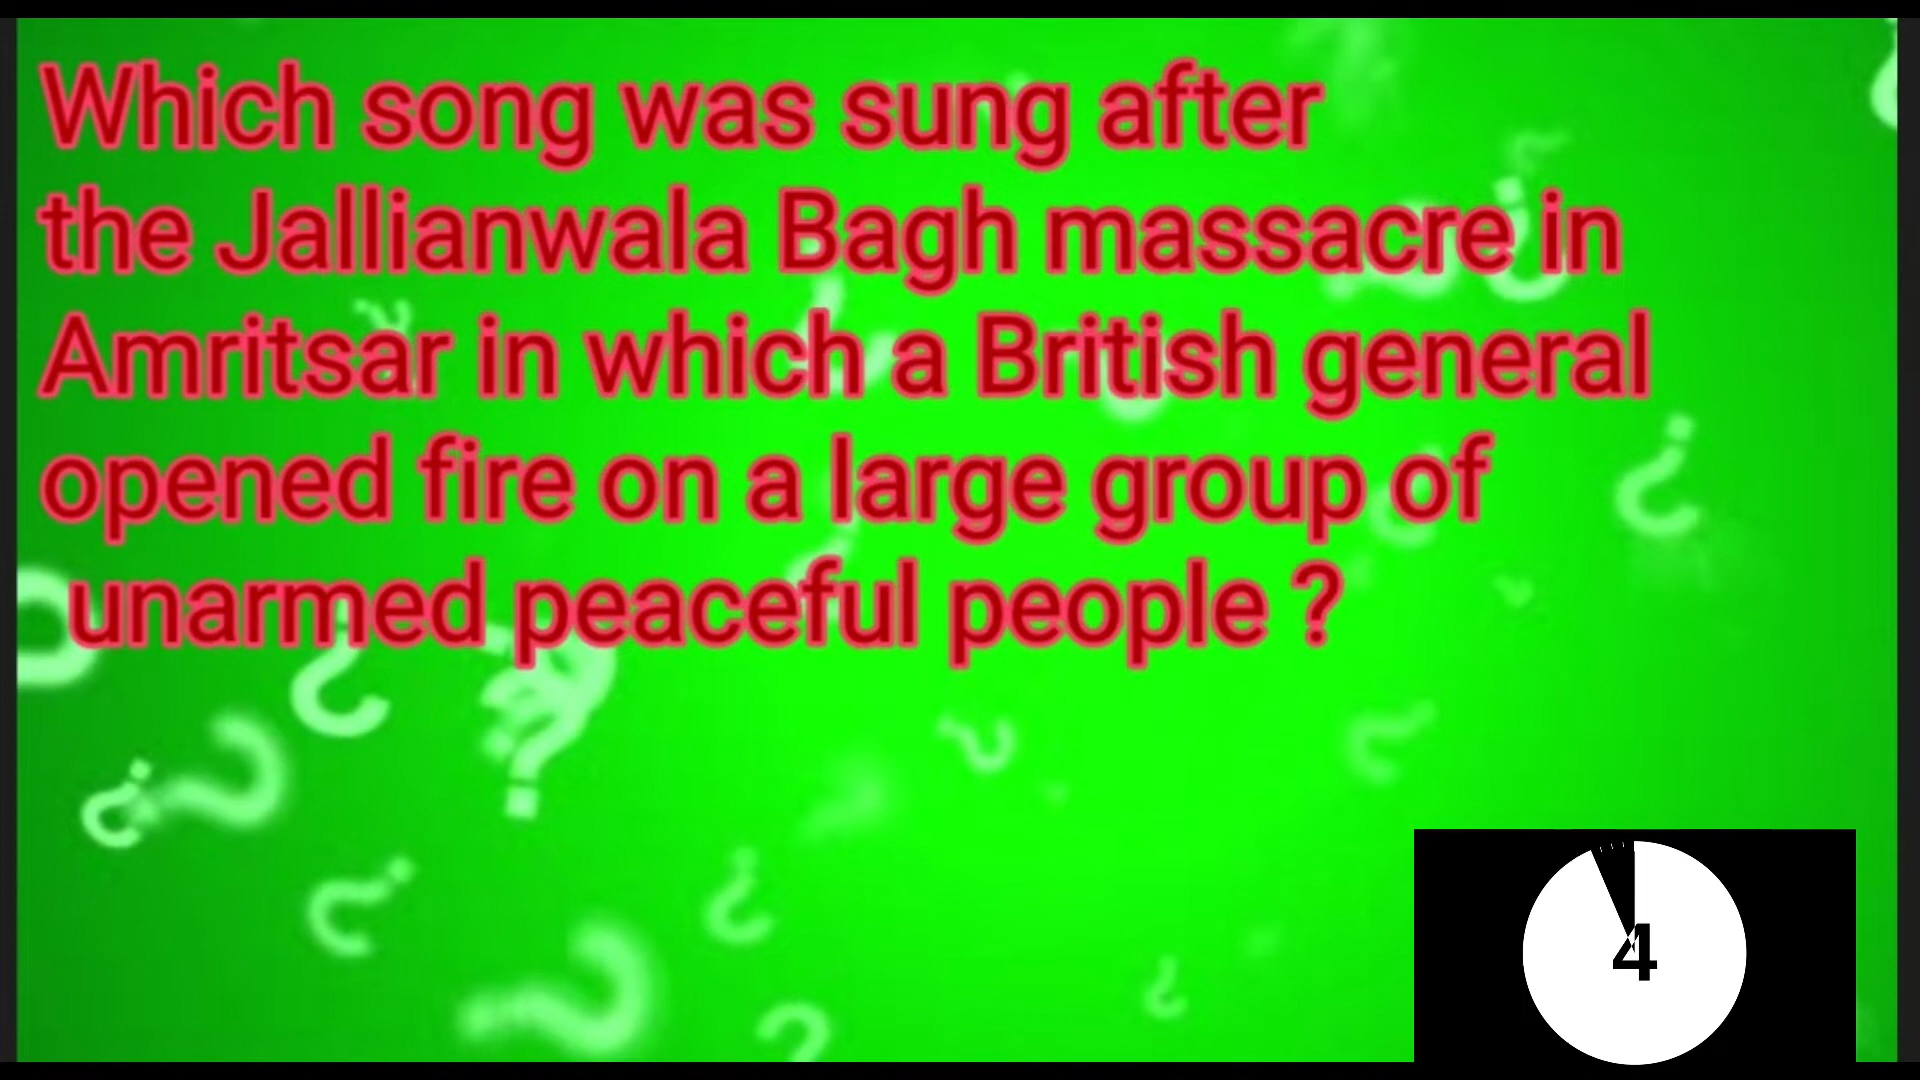 Which song was sung after
the Jallianwala Bagh massacre in
Amritsar in which a British general
opened fire on a large group of
unarmed peaceful people ?
4